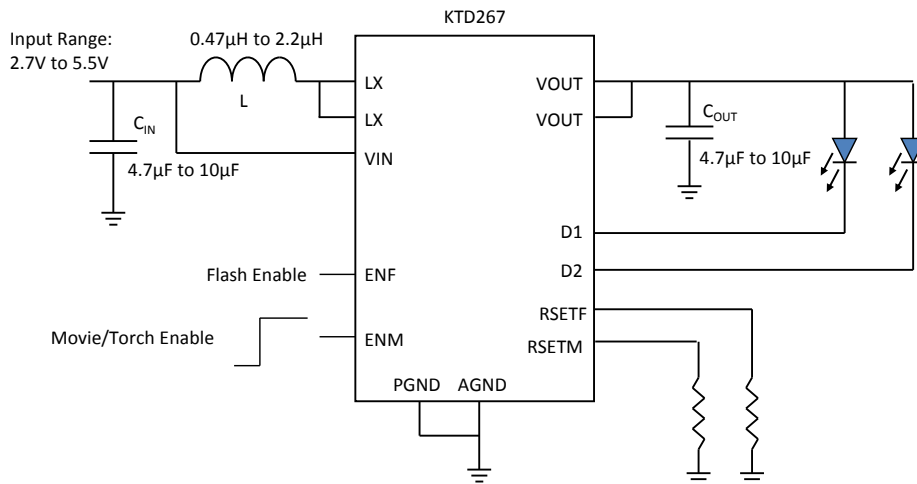 KTD267
Input Range:
2.7V to 5.5V
0.47µH to 2.2µH
L
LX
LX
VIN
C_IN
4.7µF to 10µF
VOUT
VOUT
C_OUT
4.7µF to 10µF
D1
D2
Flash Enable
ENF
RSETF
Movie/Torch Enable
ENM
RSETM
PGND
AGND